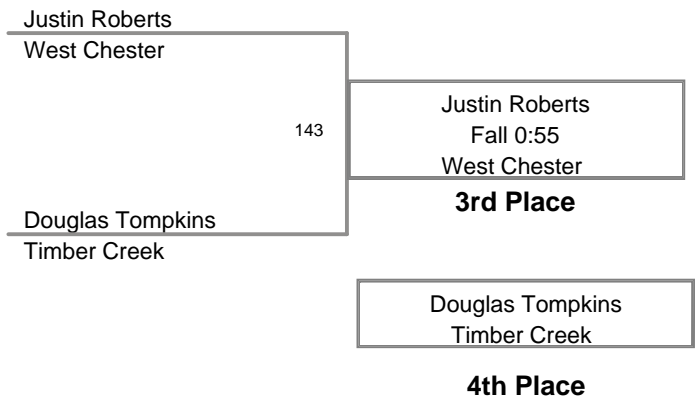 Justin Roberts
West Chester
143
Justin Roberts
Fall 0:55
West Chester
3rd Place
Douglas Tompkins
Timber Creek
Douglas Tompkins
Timber Creek
4th Place